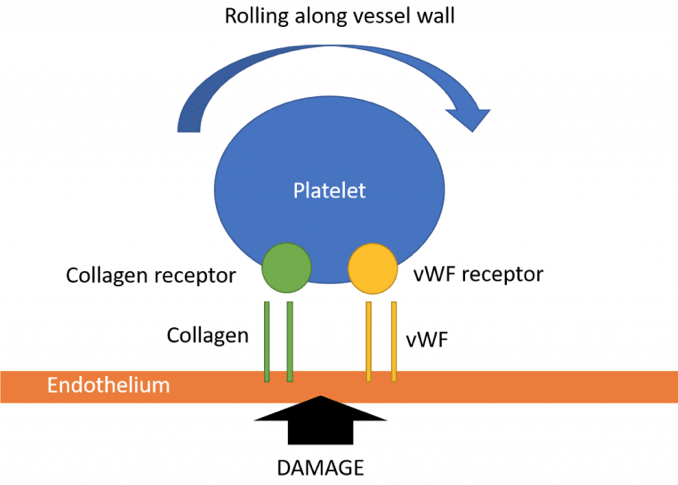 Rolling along vessel wall
Platelet
Collagen receptor
vWF receptor
Collagen
vWF
Endothelium
DAMAGE